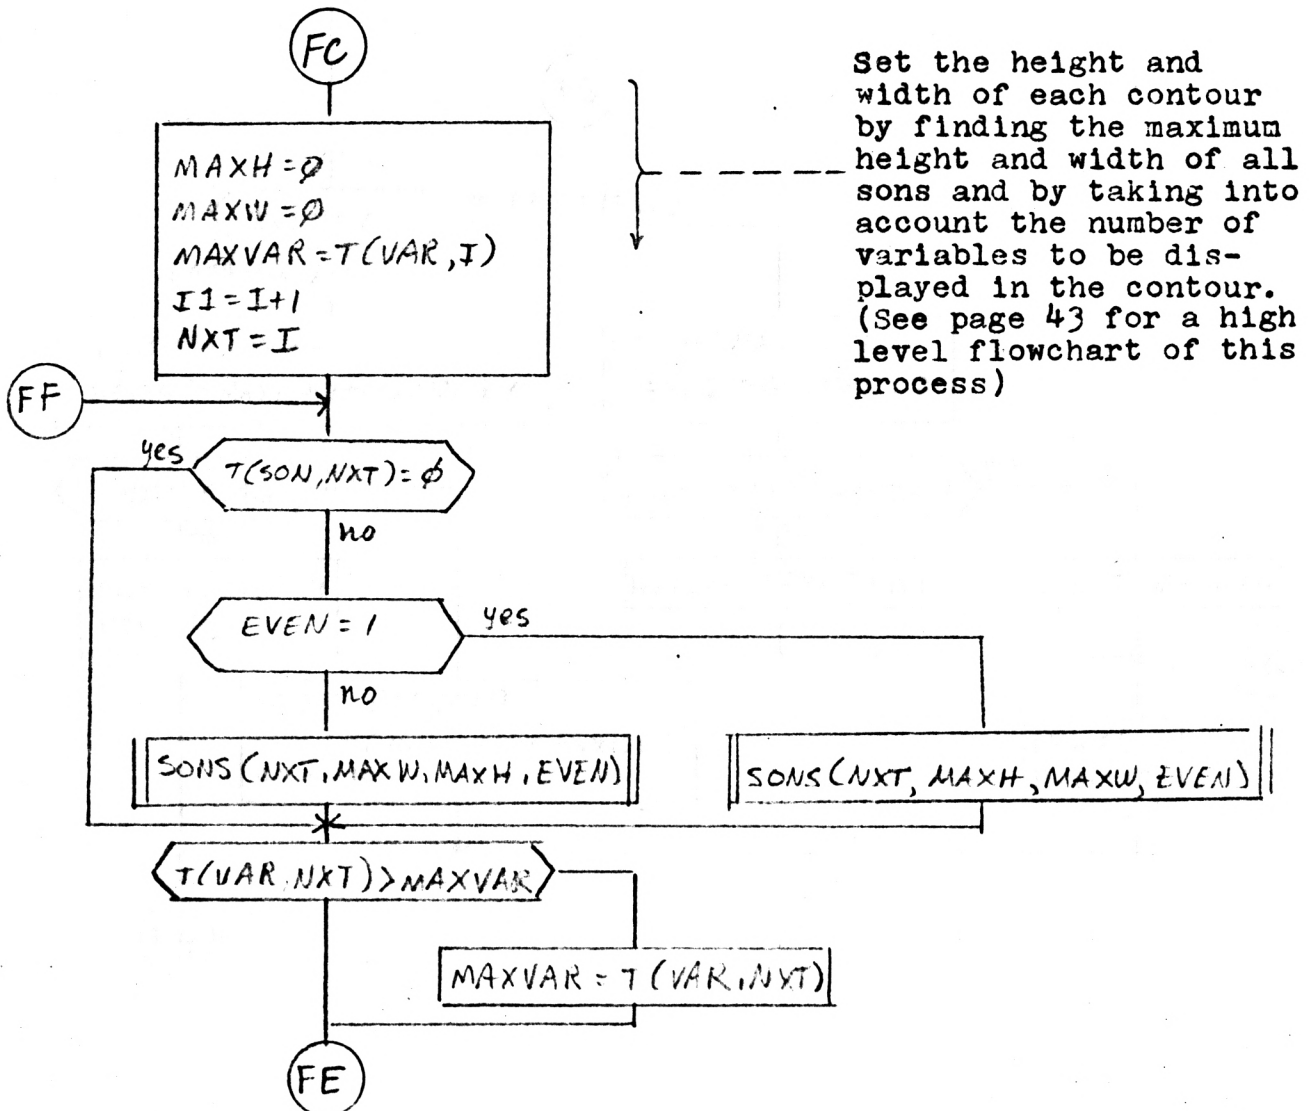 FC
MAXH = Ø
MAXW = Ø
MAXVAR = T(VAR, I)
I1 = I+1
NXT = I
Set the height and
width of each contour
by finding the maximum
height and width of all
sons and by taking into
account the number of
variables to be dis-
played in the contour.
(See page 43 for a high
level flowchart of this
process)
FF
yes
T(SON, NXT) = Ø
no
EVEN = 1
yes
no
SONS (NXT, MAXW, MAXH, EVEN)
SONS (NXT, MAXH, MAXW, EVEN)
T(VAR, NXT) > MAXVAR
MAXVAR = T (VAR, NXT)
FE